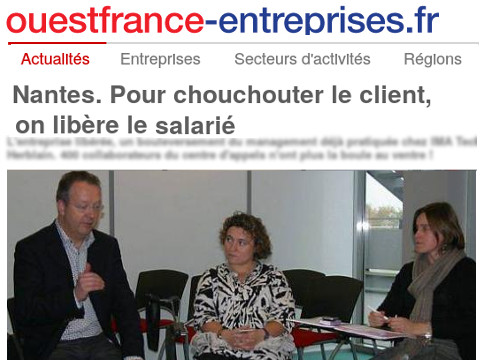 ouestfrance-entreprises.fr
Actualités Entreprises Secteurs d'activités Régions
Nantes. Pour chouchouter le client,
on libère le salarié
L'entreprise libérée, un bouleversement du management déjà pratiquée chez IMA Tec
Herblain. 400 collaborateurs du centre d'appels n'ont plus la boule au ventre !